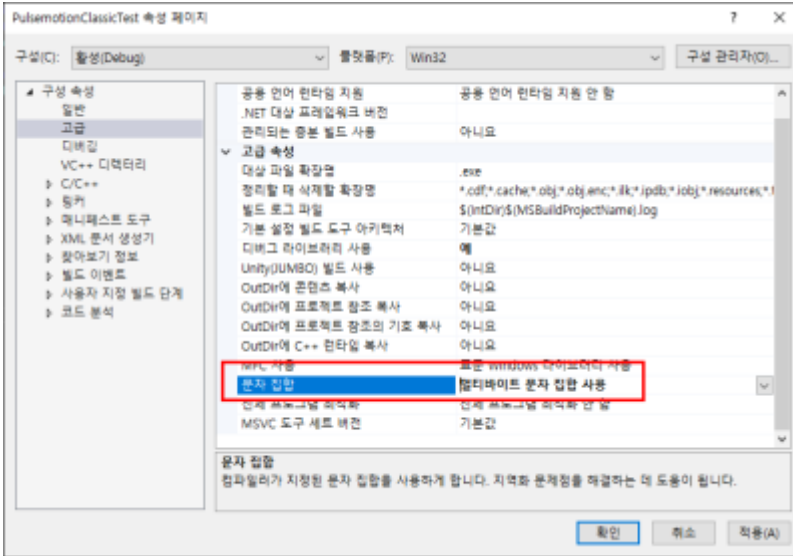 PulsemotionClassicTest 속성 페이지
구성(C): 활성(Debug) 플랫폼(P): Win32 구성 관리자(O)...
구성 속성
일반
고급
디버깅
VC++ 디렉터리
C/C++
링커
매니페스트 도구
XML 문서 생성기
찾아보기 정보
빌드 이벤트
사용자 지정 빌드 단계
코드 분석
공용 언어 런타임 지원 공용 언어 런타임 지원 안 함
.NET 대상 프레임워크 버전
관리되는 증분 빌드 사용 아니요
고급 속성
대상 파일 확장명 .exe
정리할 때 삭제할 확장명 *.cdf;*.cache;*.obj;*.obj.enc;*.ilk;*.ipdb;*.iobj;*.resources;*.t
빌드 로그 파일 $(IntDir)$(MSBuildProjectName).log
기본 설정 빌드 도구 아키텍처 기본값
디버그 라이브러리 사용 예
Unity(JUMBO) 빌드 사용 아니요
OutDir에 콘텐츠 복사 아니요
OutDir에 프로젝트 참조 복사 아니요
OutDir에 프로젝트 참조의 기호 복사 아니요
OutDir에 C++ 런타임 복사 아니요
MFC 사용 표준 Windows 라이브러리 사용
문자 집합 멀티바이트 문자 집합 사용
전체 프로그램 최적화 전체 프로그램 최적화 안 함
MSVC 도구 세트 버전 기본값
문자 집합
컴파일러가 지정된 문자 집합을 사용하게 합니다. 지역화 문제점을 해결하는 데 도움이 됩니다.
확인 취소 적용(A)